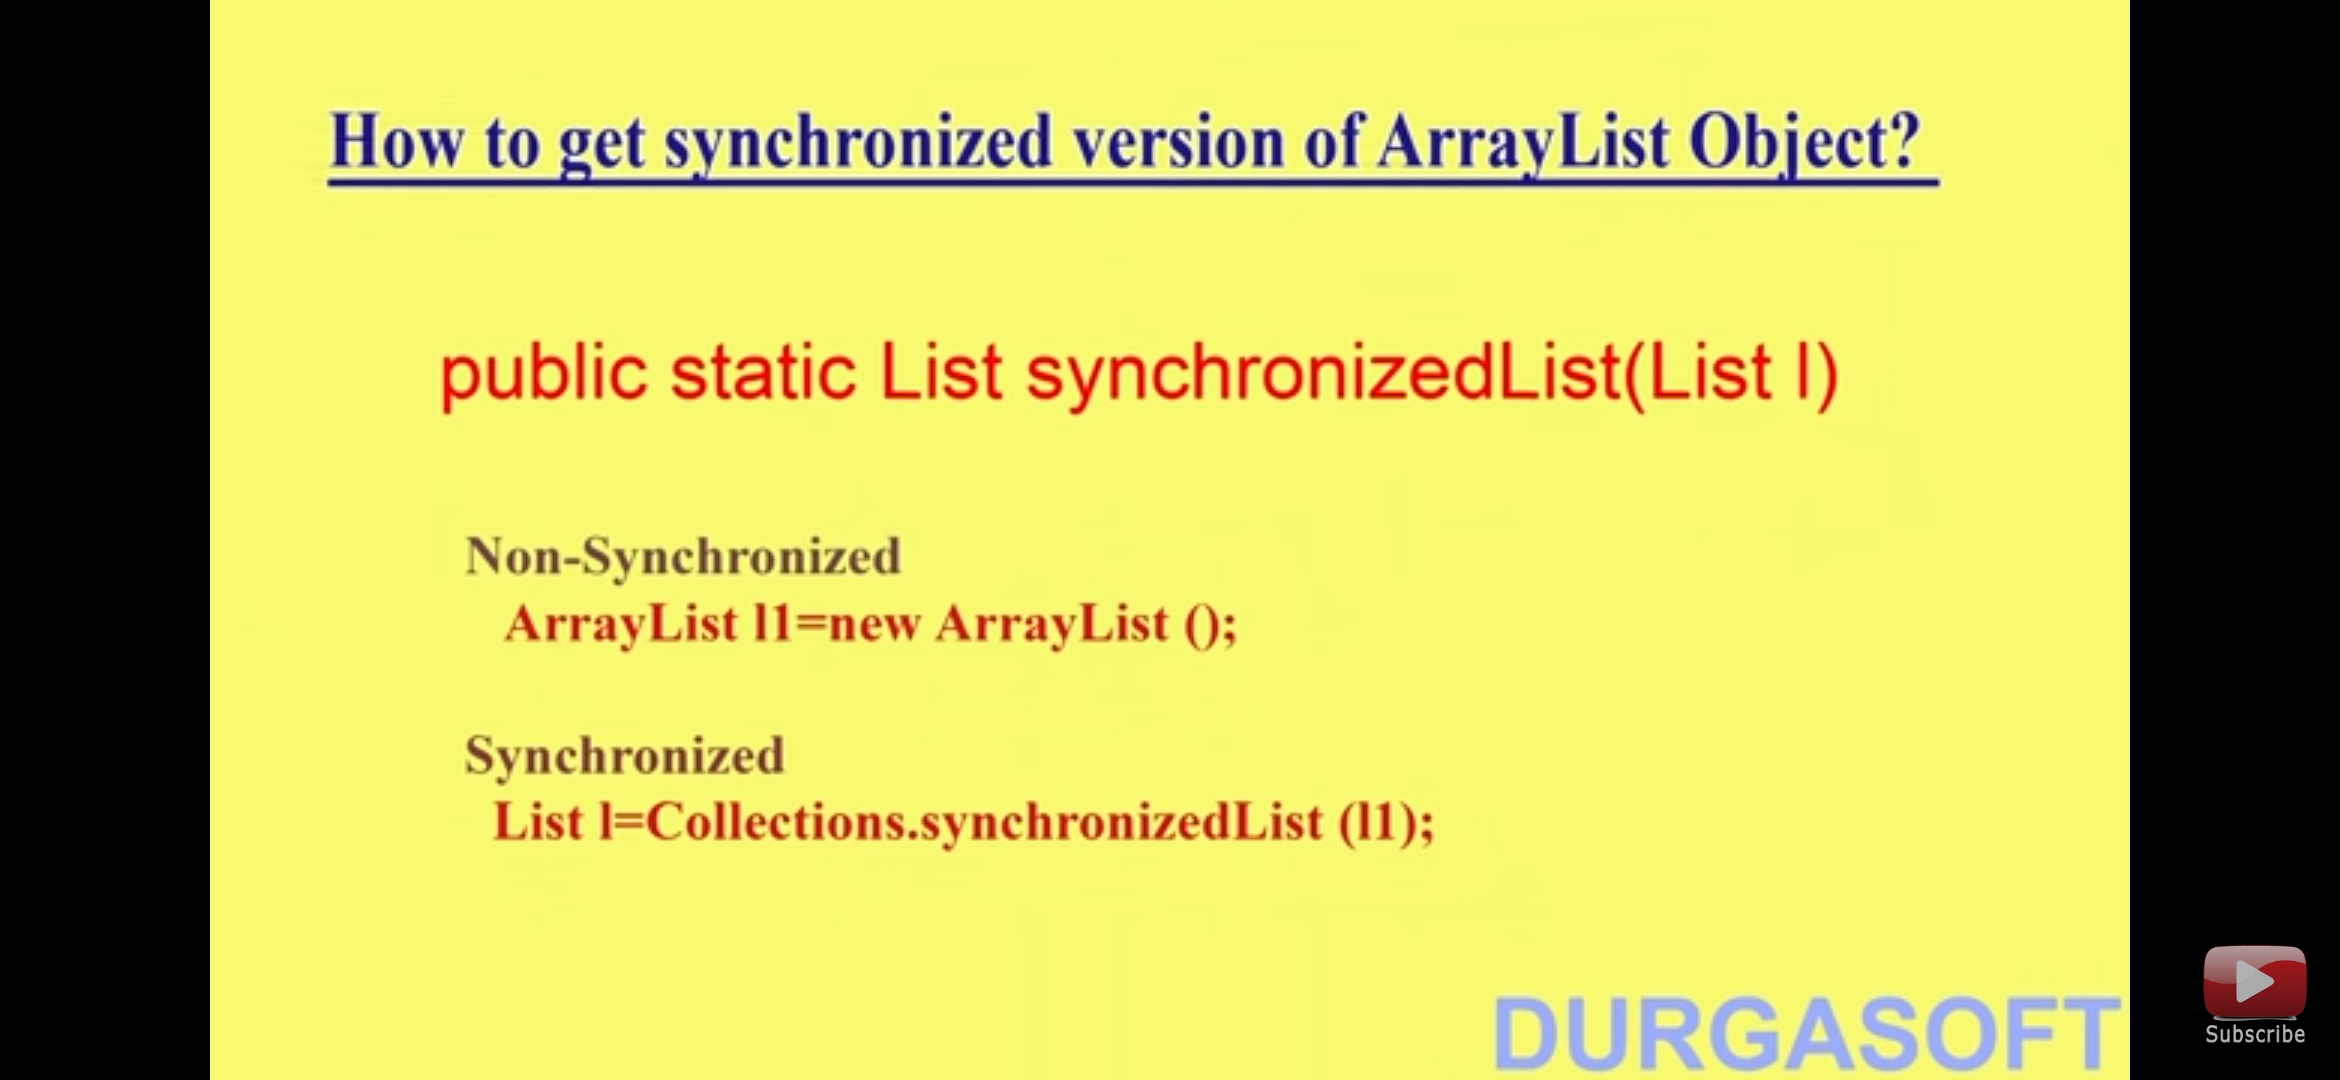 How to get synchronized version of ArrayList Object?
public static List synchronizedList(List l)
Non-Synchronized
ArrayList l1=new ArrayList ();
Synchronized
List l=Collections.synchronizedList (l1);
DURGASOFT
Subscribe